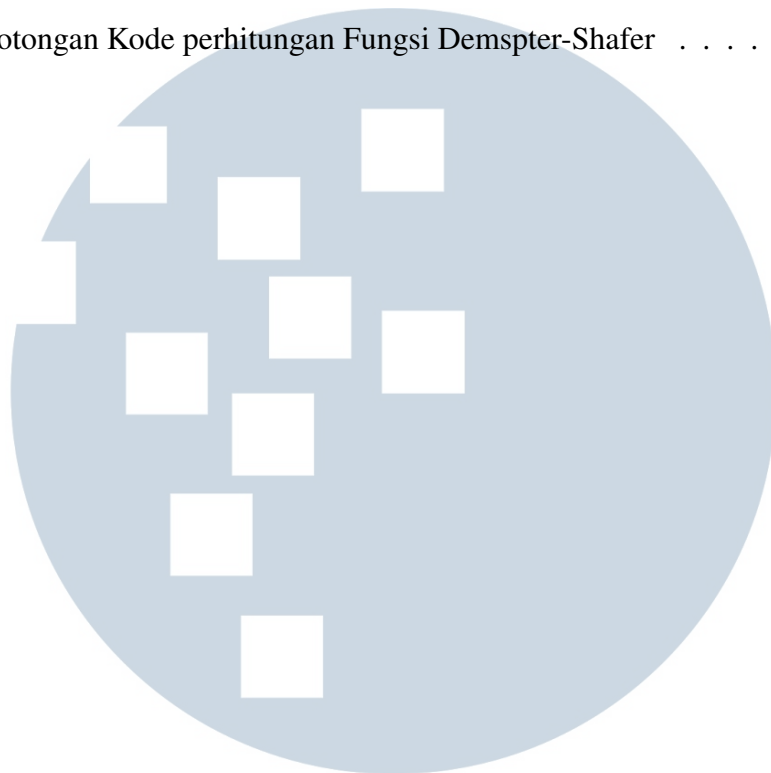 otongan Kode perhitungan Fungsi Demspter-Shafer . . . .